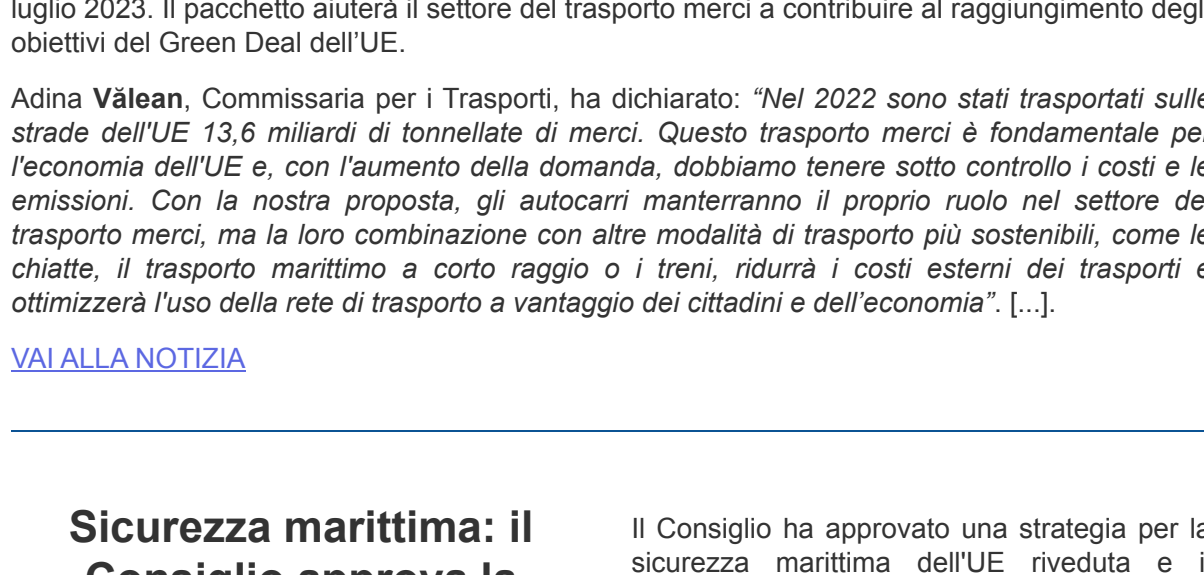 luglio 2023. Il pacchetto aiuterà il settore del trasporto merci a contribuire al raggiungimento degl
obiettivi del Green Deal dell’UE.
Adina Vălean, Commissaria per i Trasporti, ha dichiarato: “Nel 2022 sono stati trasportati sulle
strade dell'UE 13,6 miliardi di tonnellate di merci. Questo trasporto merci è fondamentale per
l'economia dell'UE e, con l'aumento della domanda, dobbiamo tenere sotto controllo i costi e le
emissioni. Con la nostra proposta, gli autocarri manterranno il proprio ruolo nel settore de
trasporto merci, ma la loro combinazione con altre modalità di trasporto più sostenibili, come le
chiatte, il trasporto marittimo a corto raggio o i treni, ridurrà i costi esterni dei trasporti e
ottimizzerà l'uso della rete di trasporto a vantaggio dei cittadini e dell’economia”. [...].
VAI ALLA NOTIZIA
Sicurezza marittima: il
Consiglio approva la
Il Consiglio ha approvato una strategia per la
sicurezza marittima dell'UE riveduta e i